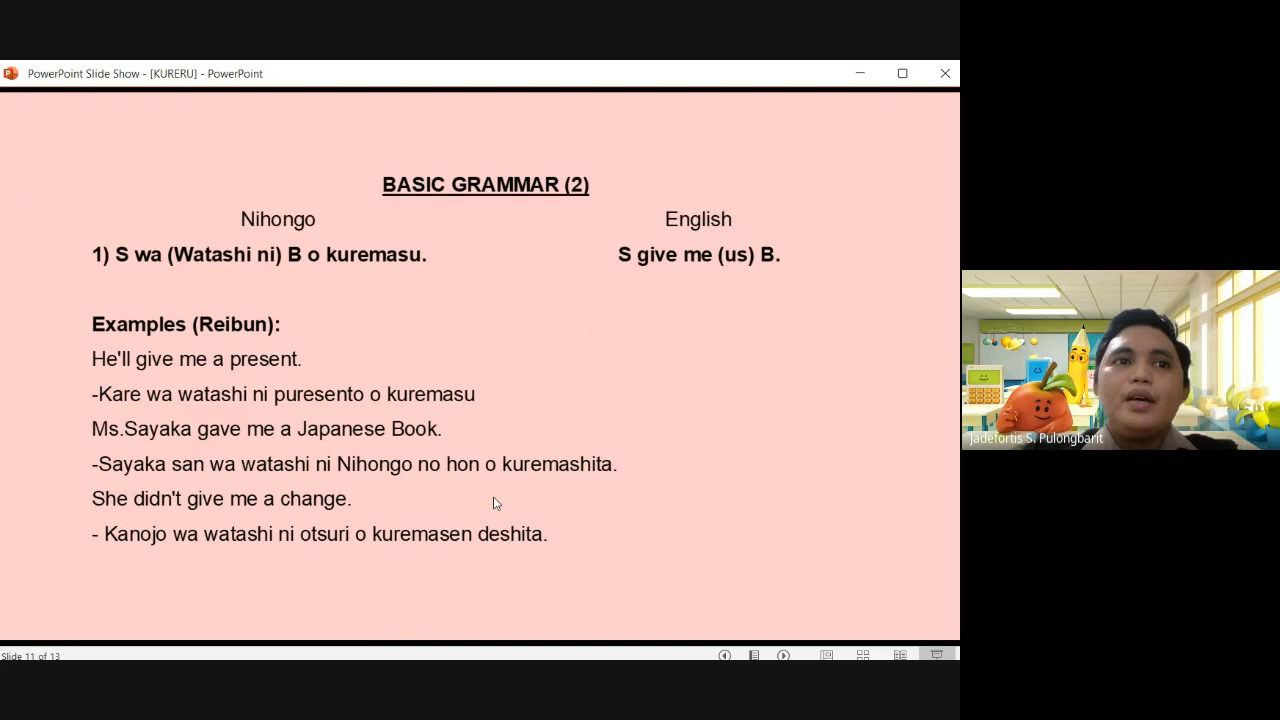 PowerPoint Slide Show - [KURERU] - PowerPoint
BASIC GRAMMAR (2)
Nihongo English
1) S wa (Watashi ni) B o kuremasu. S give me (us) B.
Examples (Reibun):
He'll give me a present.
-Kare wa watashi ni puresento o kuremasu
Ms.Sayaka gave me a Japanese Book.
-Sayaka san wa watashi ni Nihongo no hon o kuremashita.
She didn't give me a change.
- Kanojo wa watashi ni otsuri o kuremasen deshita.
Slide 11 of 13
Jadefortis S. Pulongbarit